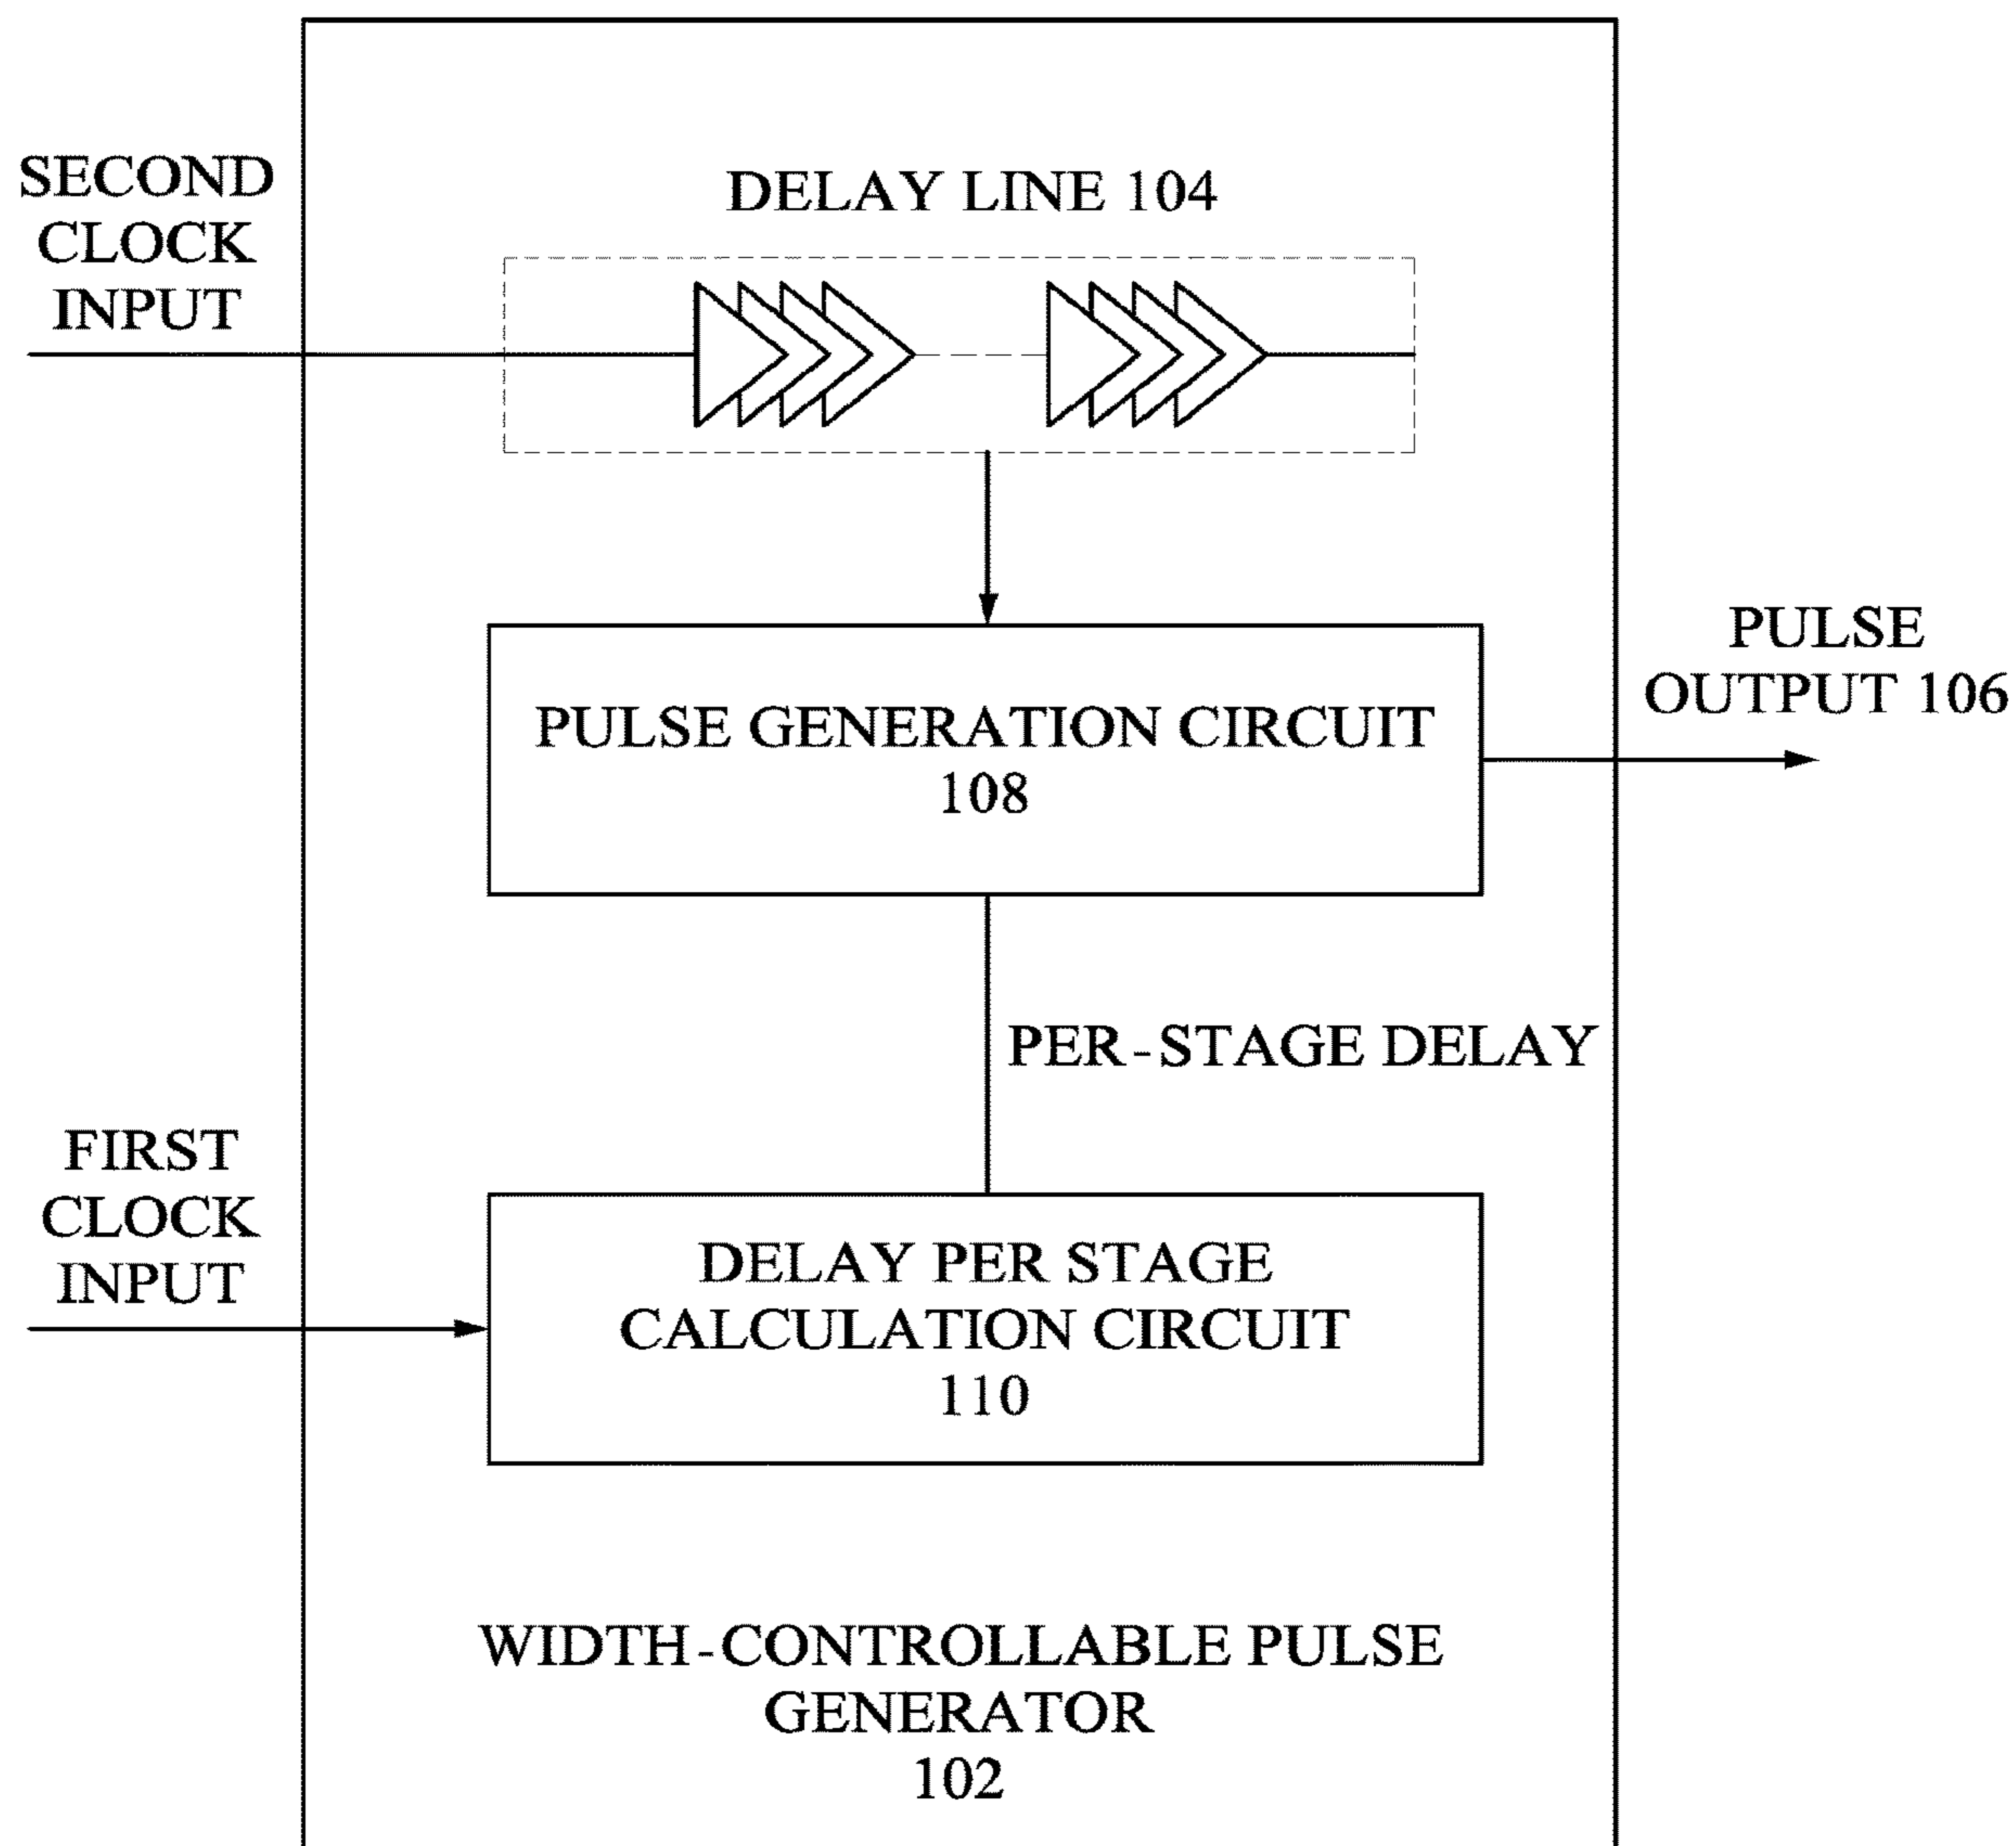 SECOND
CLOCK
INPUT
DELAY LINE 104
PULSE GENERATION CIRCUIT
108
PULSE
OUTPUT 106
PER-STAGE DELAY
FIRST
CLOCK
INPUT
DELAY PER STAGE
CALCULATION CIRCUIT
110
WIDTH-CONTROLLABLE PULSE
GENERATOR
102